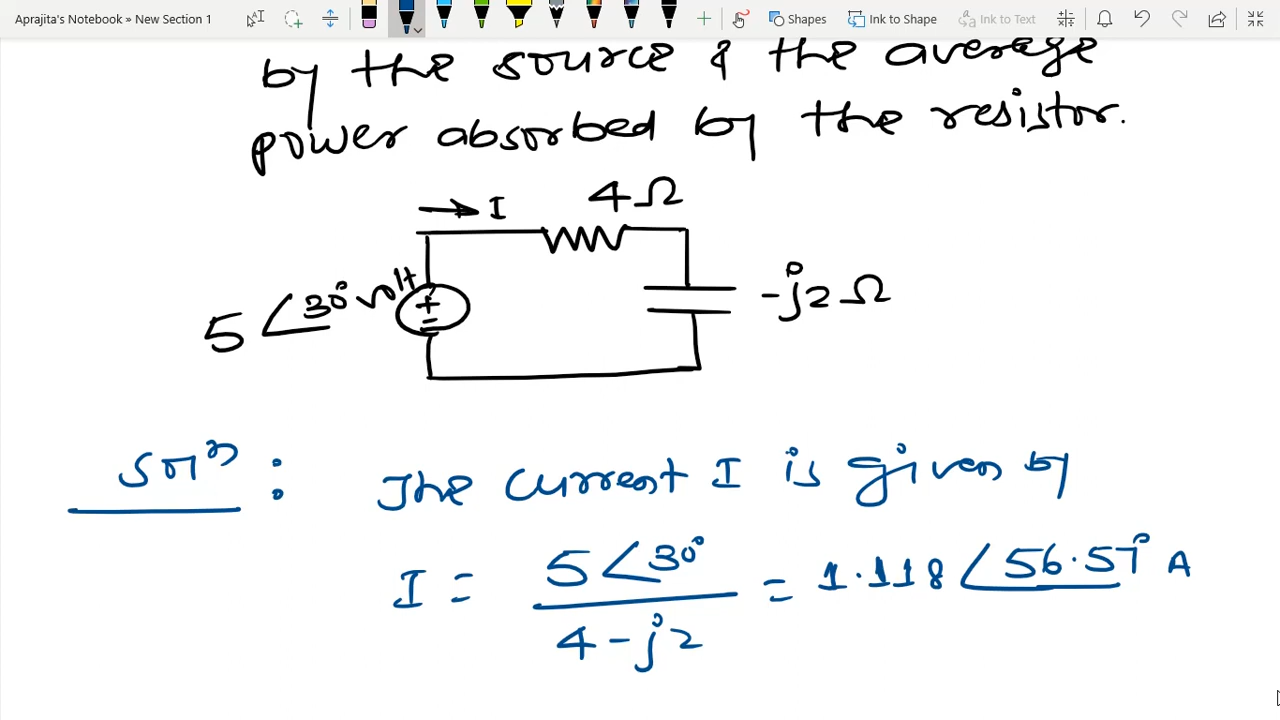 Aprajita's Notebook » New Section 1
Shapes
Ink to Shape
Ink to Text
by the source & the average
power absorbed by the resistor.
I
4Ω
5∠30° volt
+
-j2Ω
Solⁿ : The current I is given by
I = 5∠30° / 4-j2 = 1.118∠56.57° A